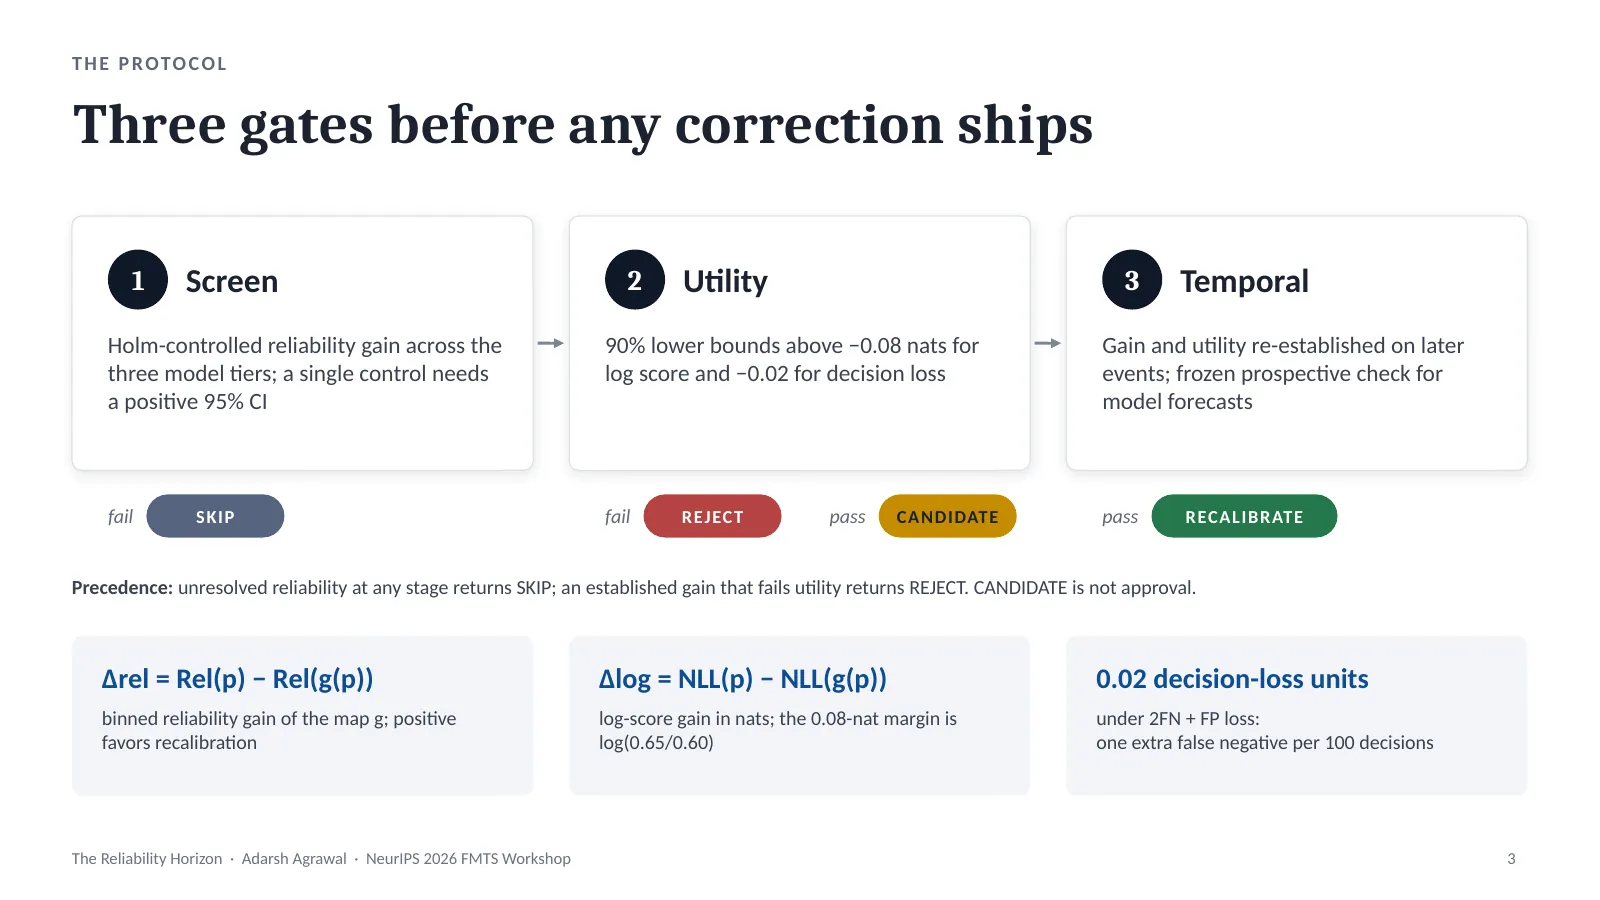 THE PROTOCOL
Three gates before any correction ships
1 Screen
Holm-controlled reliability gain across the
three model tiers; a single control needs
a positive 95% CI
2 Utility
90% lower bounds above −0.08 nats for
log score and −0.02 for decision loss
3 Temporal
Gain and utility re-established on later
events; frozen prospective check for
model forecasts
fail SKIP
fail REJECT pass CANDIDATE
pass RECALIBRATE
Precedence: unresolved reliability at any stage returns SKIP; an established gain that fails utility returns REJECT. CANDIDATE is not approval.
Δrel = Rel(p) − Rel(g(p))
binned reliability gain of the map g; positive
favors recalibration
Δlog = NLL(p) − NLL(g(p))
log-score gain in nats; the 0.08-nat margin is
log(0.65/0.60)
0.02 decision-loss units
under 2FN + FP loss:
one extra false negative per 100 decisions
The Reliability Horizon · Adarsh Agrawal · NeurIPS 2026 FMTS Workshop
3